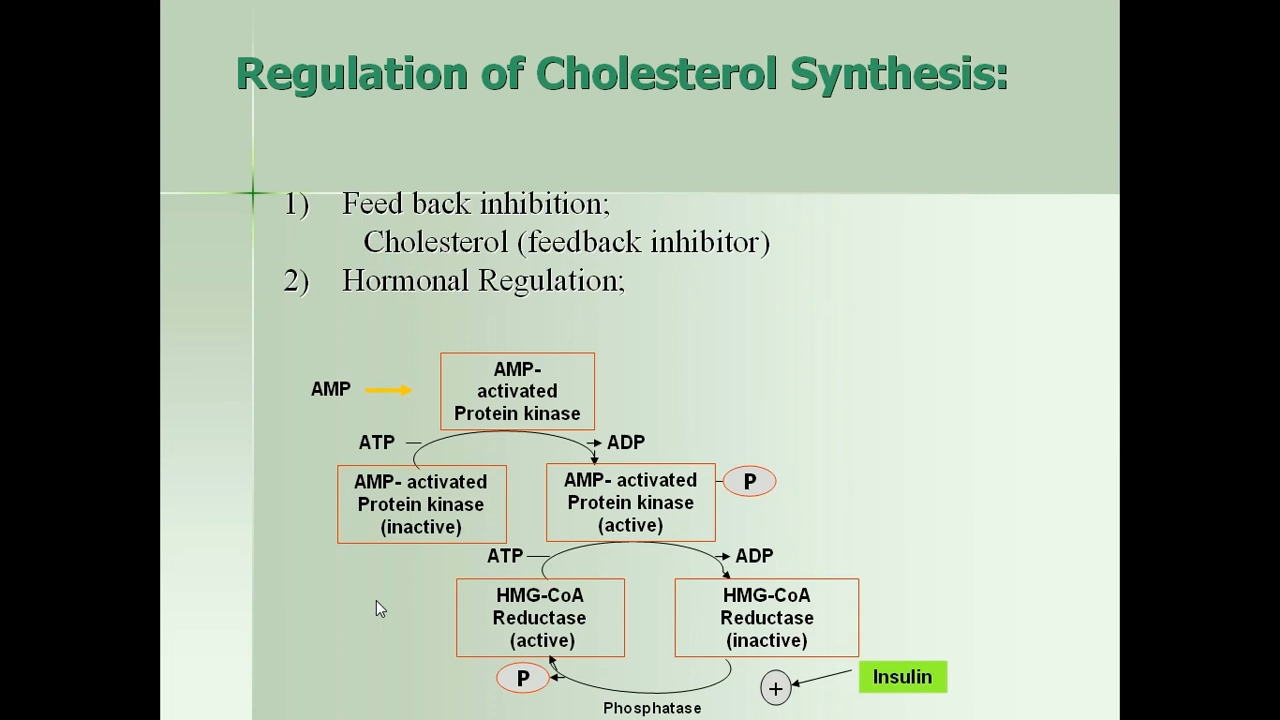 Regulation of Cholesterol Synthesis:
1) Feed back inhibition;
Cholesterol (feedback inhibitor)
2) Hormonal Regulation;
AMP
AMP-
activated
Protein kinase
ATP
ADP
AMP- activated
Protein kinase
(inactive)
AMP- activated
Protein kinase
(active)
P
ATP
ADP
HMG-CoA
Reductase
(active)
HMG-CoA
Reductase
(inactive)
P
+
Insulin
Phosphatase